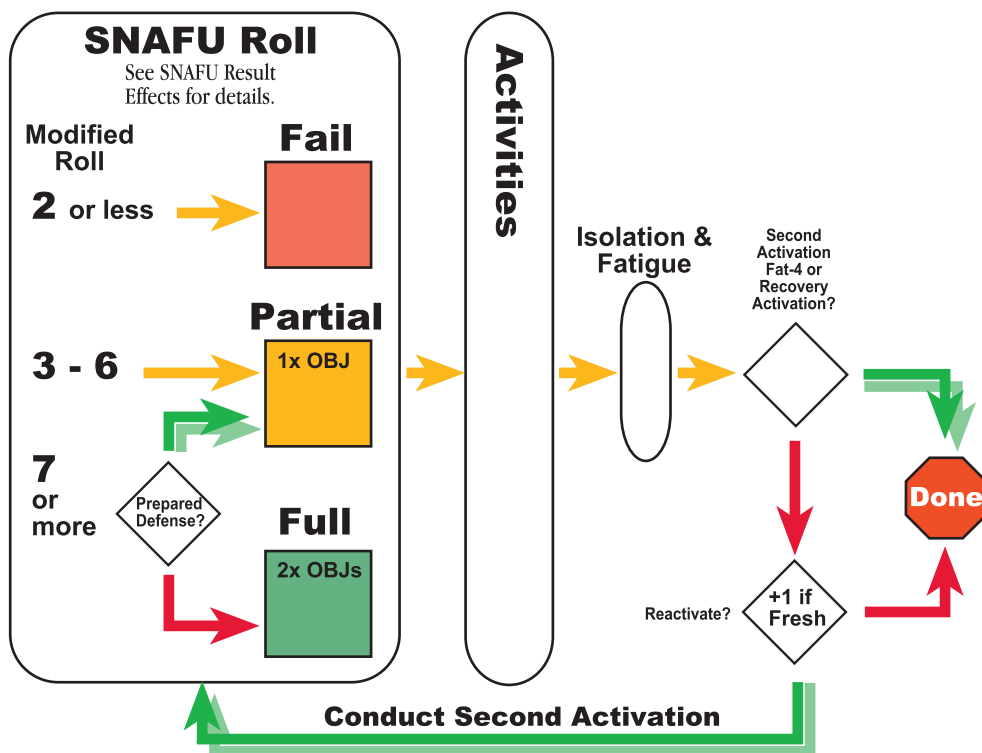 SNAFU Roll
See SNAFU Result
Effects for details.
Modified
Roll
Fail
2 or less
Partial
3 - 6
1x OBJ
7
or
more
Prepared
Defense?
Full
2x OBJs
Activities
Isolation &
Fatigue
Second
Activation
Fat-4 or
Recovery
Activation?
Done
Reactivate?
+1 if
Fresh
Conduct Second Activation